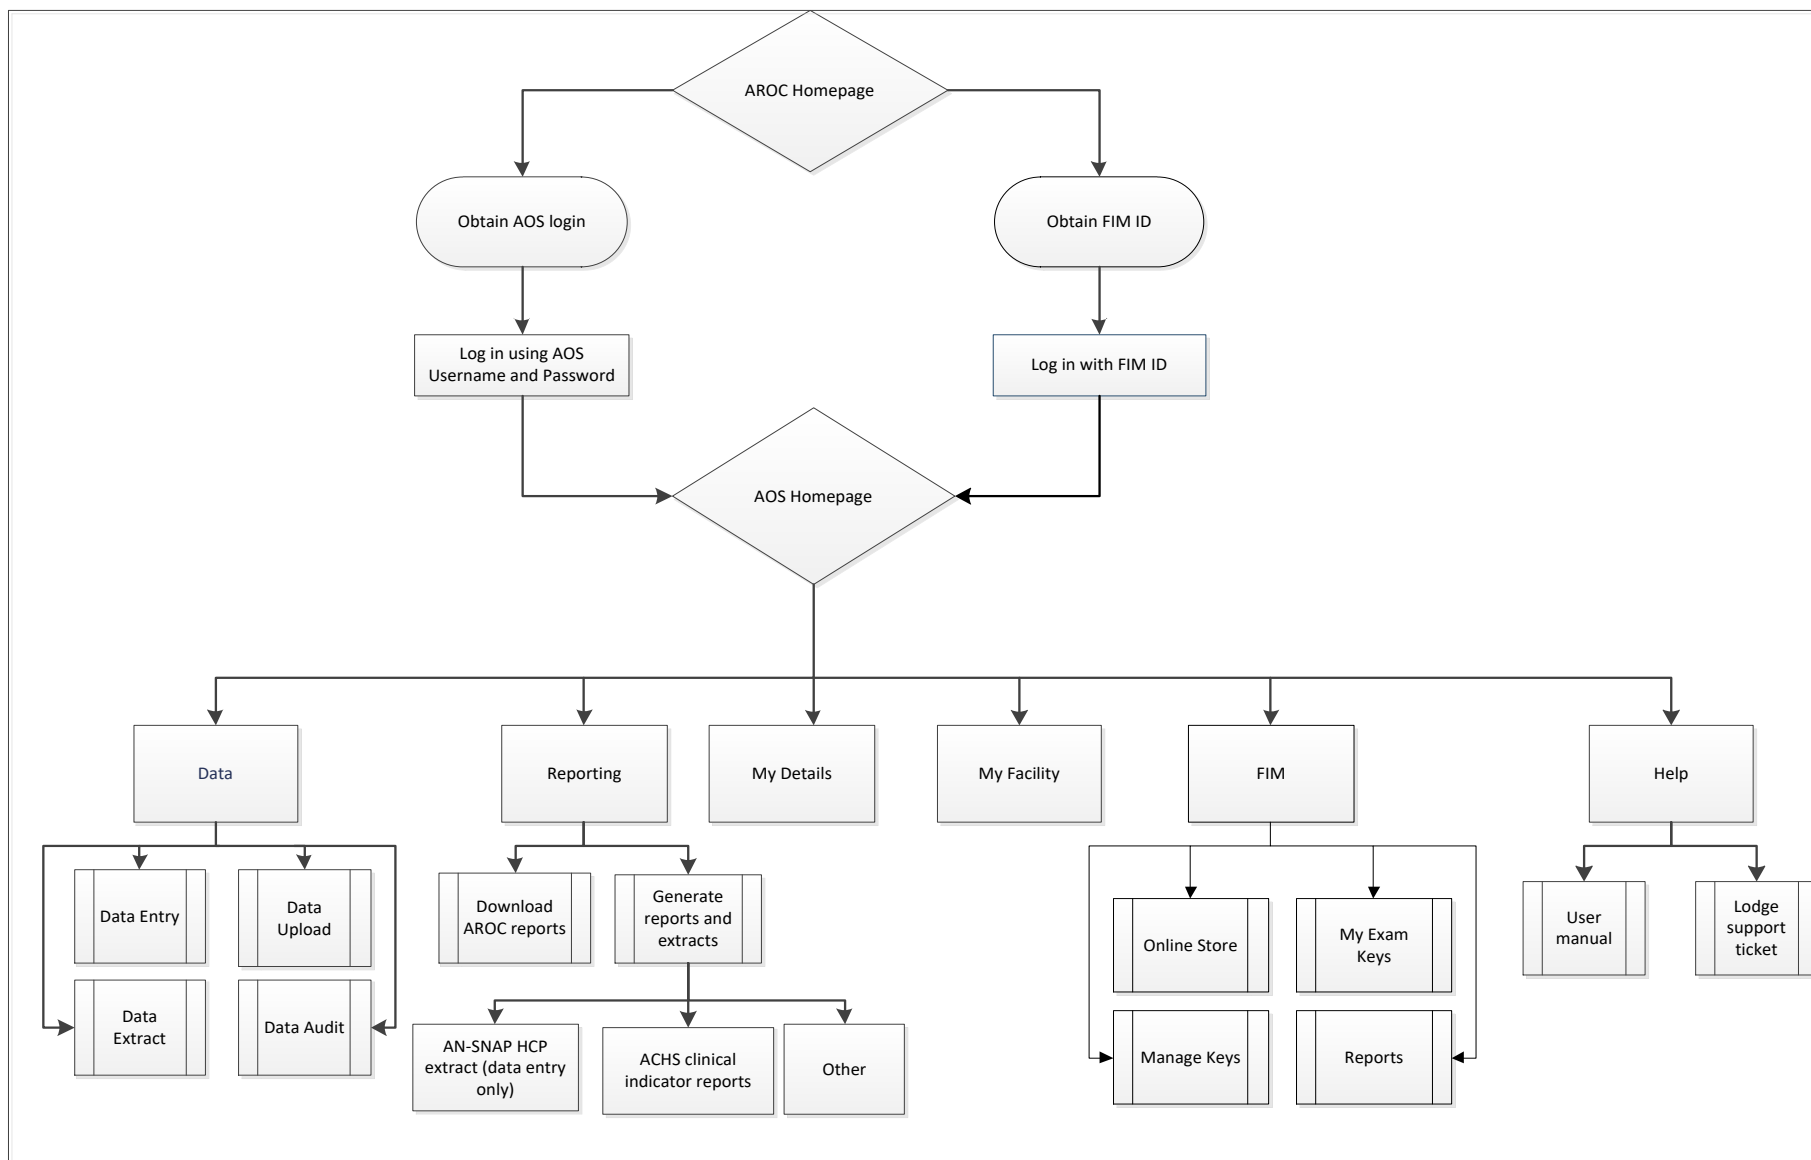 AROC Homepage
Obtain AOS login
Obtain FIM ID
Log in using AOS
Username and Password
Log in with FIM ID
AOS Homepage
Data
Reporting
My Details
My Facility
FIM
Help
Data Entry
Data
Upload
Download
AROC reports
Generate
reports and
extracts
Online Store
My Exam
Keys
User
manual
Lodge
support
ticket
Data
Extract
Data Audit
AN-SNAP HCP
extract (data entry
only)
ACHS clinical
indicator reports
Other
Manage Keys
Reports